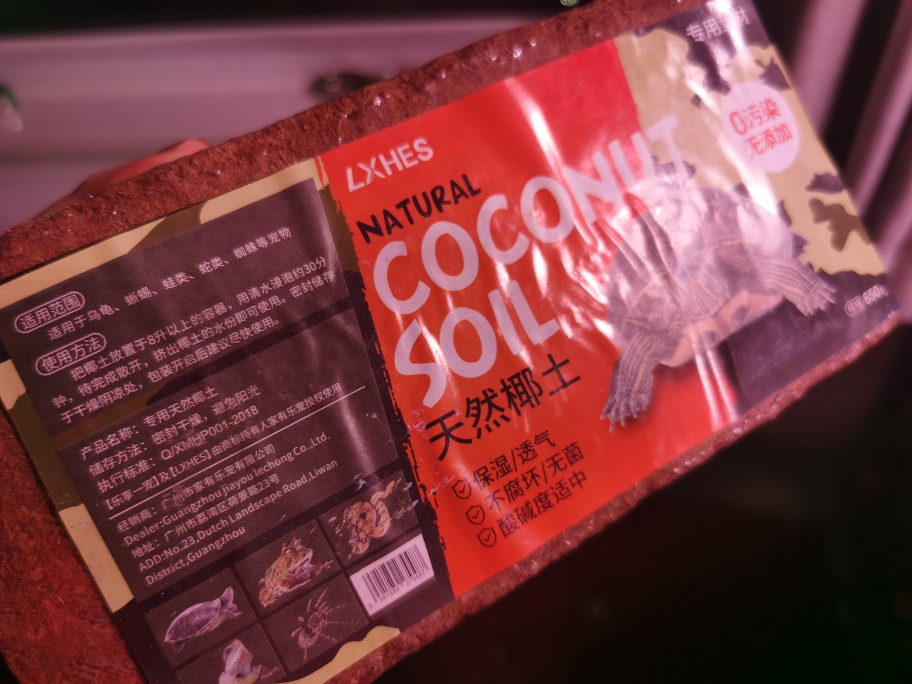 LXHES
NATURAL
COCONUT
SOIL
天然椰土
保湿/透气
不腐坏/无菌
酸碱度适中
专用
0污染
无添加
适用范围
适用于乌龟、蜥蜴、蛙类、蛇类、蜘蛛等宠物
使用方法
把椰土放置于8升以上的容器，用清水浸泡约30分
钟，待完成散开，挤出椰土的水份即可使用。密封储存
于干燥阴凉处，包装开启后建议尽快使用。
产品名称：专用天然椰土
储存方法：密封干燥，避免阳光
执行标准：Q/XMHP001-2018
【乐享一宠】及【LXHES】由商标持有人家有乐宠授权使用
经销商：广州市家有乐宠有限公司
Dealer:Guangzhou jiayoulechong Co.,Ltd.
地址：广州市荔湾区荷景路23号
ADD:No.23,Dutch Landscape Road,Liwan
District,Guangzhou